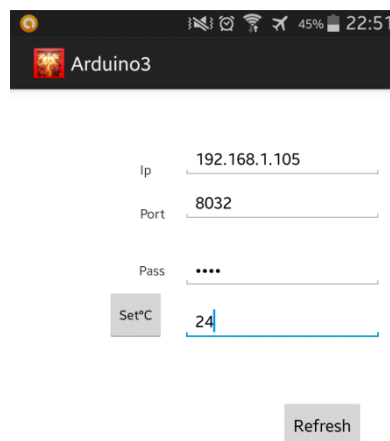 45% 22:51
Arduino3
Ip 192.168.1.105
Port 8032
Pass ••••
Set°C 24
Refresh